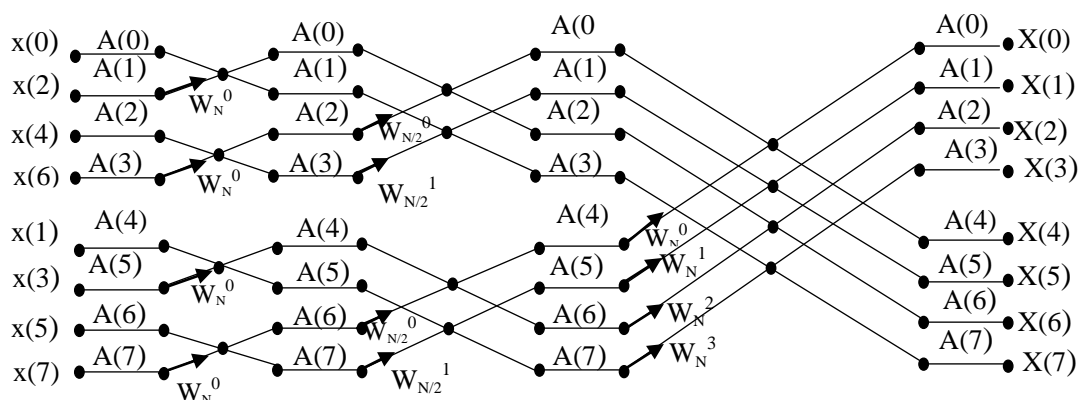 x(0) A(0) A(0) A(0 A(0) X(0)
x(2) A(1) W_N^0 A(1) A(1) A(1) X(1)
x(4) A(2) A(2) W_{N/2}^0 A(2) A(2) X(2)
x(6) A(3) W_N^0 A(3) W_{N/2}^1 A(3) A(3) X(3)
x(1) A(4) A(4) A(4) W_N^0 A(4) X(4)
x(3) A(5) W_N^0 A(5) A(5) W_N^1 A(5) X(5)
x(5) A(6) A(6) W_{N/2}^0 A(6) W_N^2 A(6) X(6)
x(7) A(7) W_N^0 A(7) W_{N/2}^1 A(7) W_N^3 A(7) X(7)